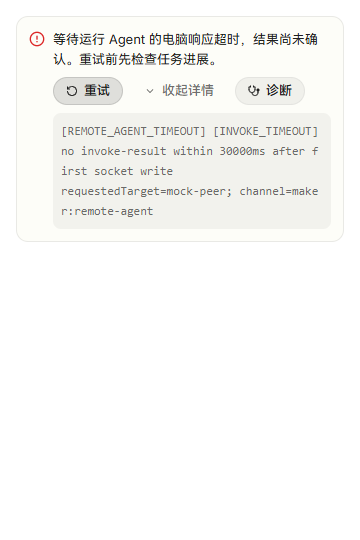 等待运行 Agent 的电脑响应超时，结果尚未确
认。重试前先检查任务进展。
重试 收起详情 诊断
[REMOTE_AGENT_TIMEOUT] [INVOKE_TIMEOUT]
no invoke-result within 30000ms after f
irst socket write
requestedTarget=mock-peer; channel=make
r:remote-agent